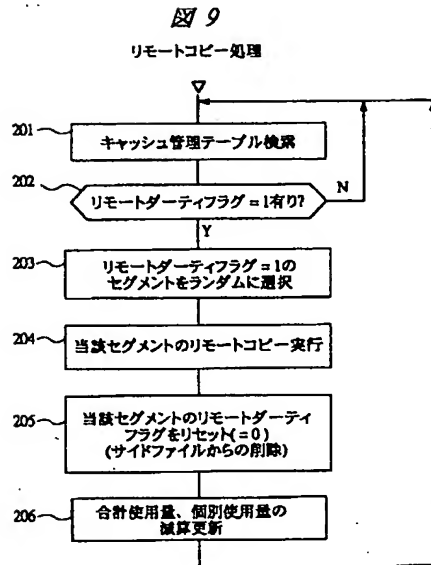 図 9
リモートコピー処理
201
キャッシュ管理テーブル検索
202
リモートダーティフラグ=1有り?
N
Y
203
リモートダーティフラグ=1の
セグメントをランダムに選択
204
当該セグメントのリモートコピー実行
205
当該セグメントのリモートダーティ
フラグをリセット(=0)
(サイドファイルからの削除)
206
合計使用量、個別使用量の
減算更新